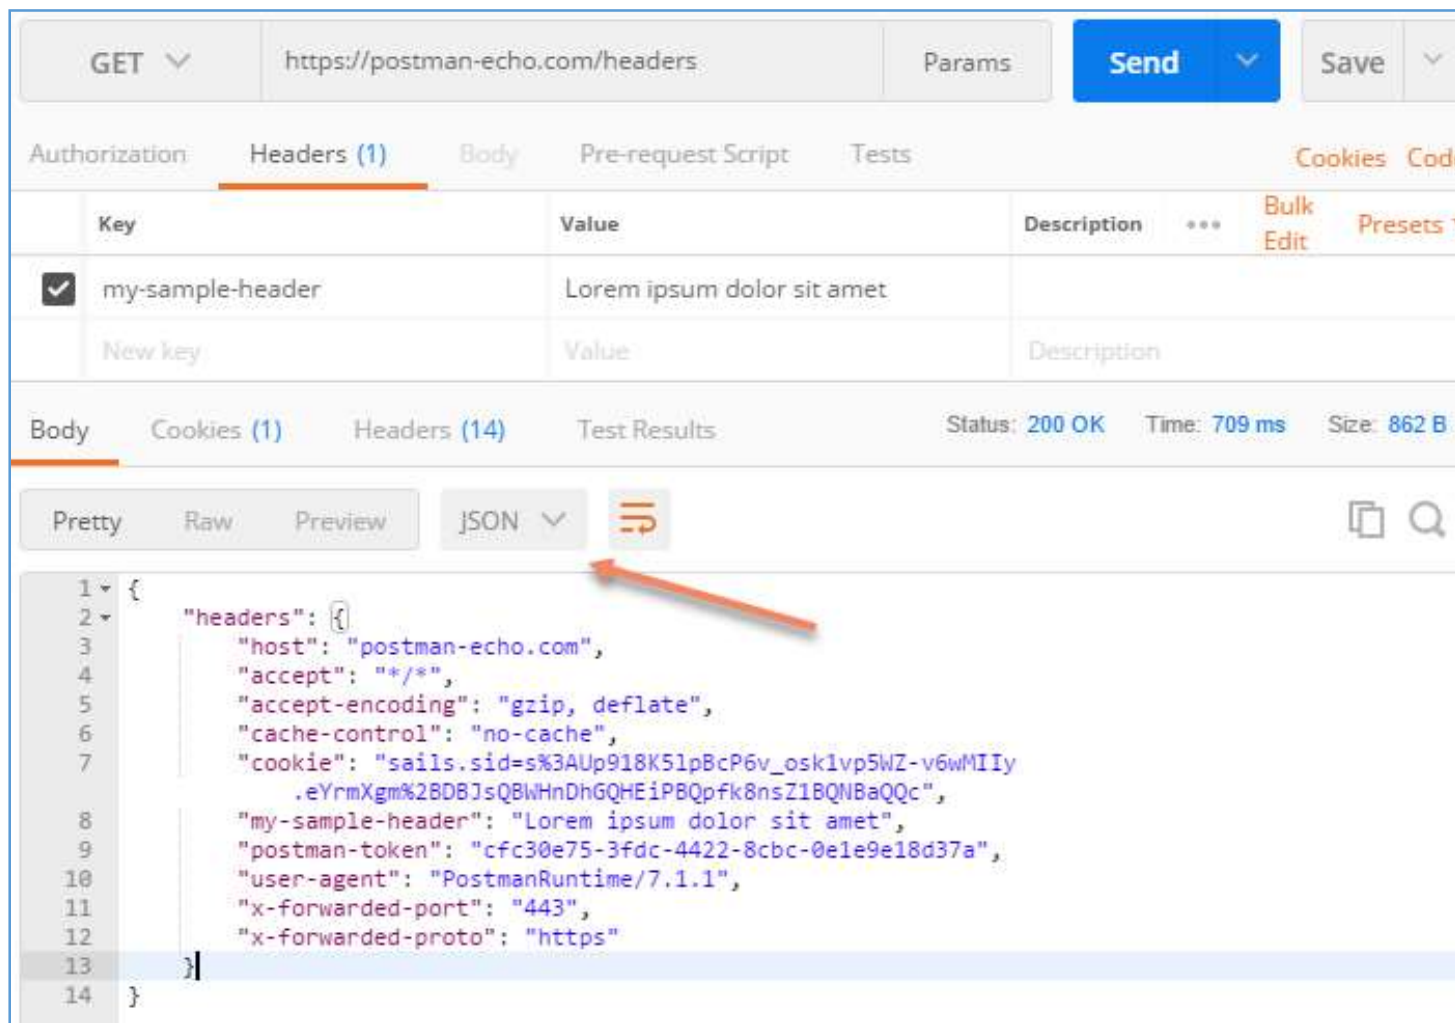 GET https://postman-echo.com/headers Params Send Save
Authorization Headers (1) Body Pre-request Script Tests Cookies Cod
Key Value Description ••• Bulk Edit Presets
my-sample-header Lorem ipsum dolor sit amet
New key Value Description
Body Cookies (1) Headers (14) Test Results Status: 200 OK Time: 709 ms Size: 862 B
Pretty Raw Preview JSON
1 {
2 "headers": {
3 "host": "postman-echo.com",
4 "accept": "*/*",
5 "accept-encoding": "gzip, deflate",
6 "cache-control": "no-cache",
7 "cookie": "sails.sid=s%3AUp918K5lpBcP6v_osk1vp5WZ-v6wMIIy
.eYrmXgm%2BDBJsQBWHnDhGQHEiPBQpfk8nsZ1BQNBaQQc",
8 "my-sample-header": "Lorem ipsum dolor sit amet",
9 "postman-token": "cfc30e75-3fdc-4422-8cbc-0e1e9e18d37a",
10 "user-agent": "PostmanRuntime/7.1.1",
11 "x-forwarded-port": "443",
12 "x-forwarded-proto": "https"
13 }
14 }